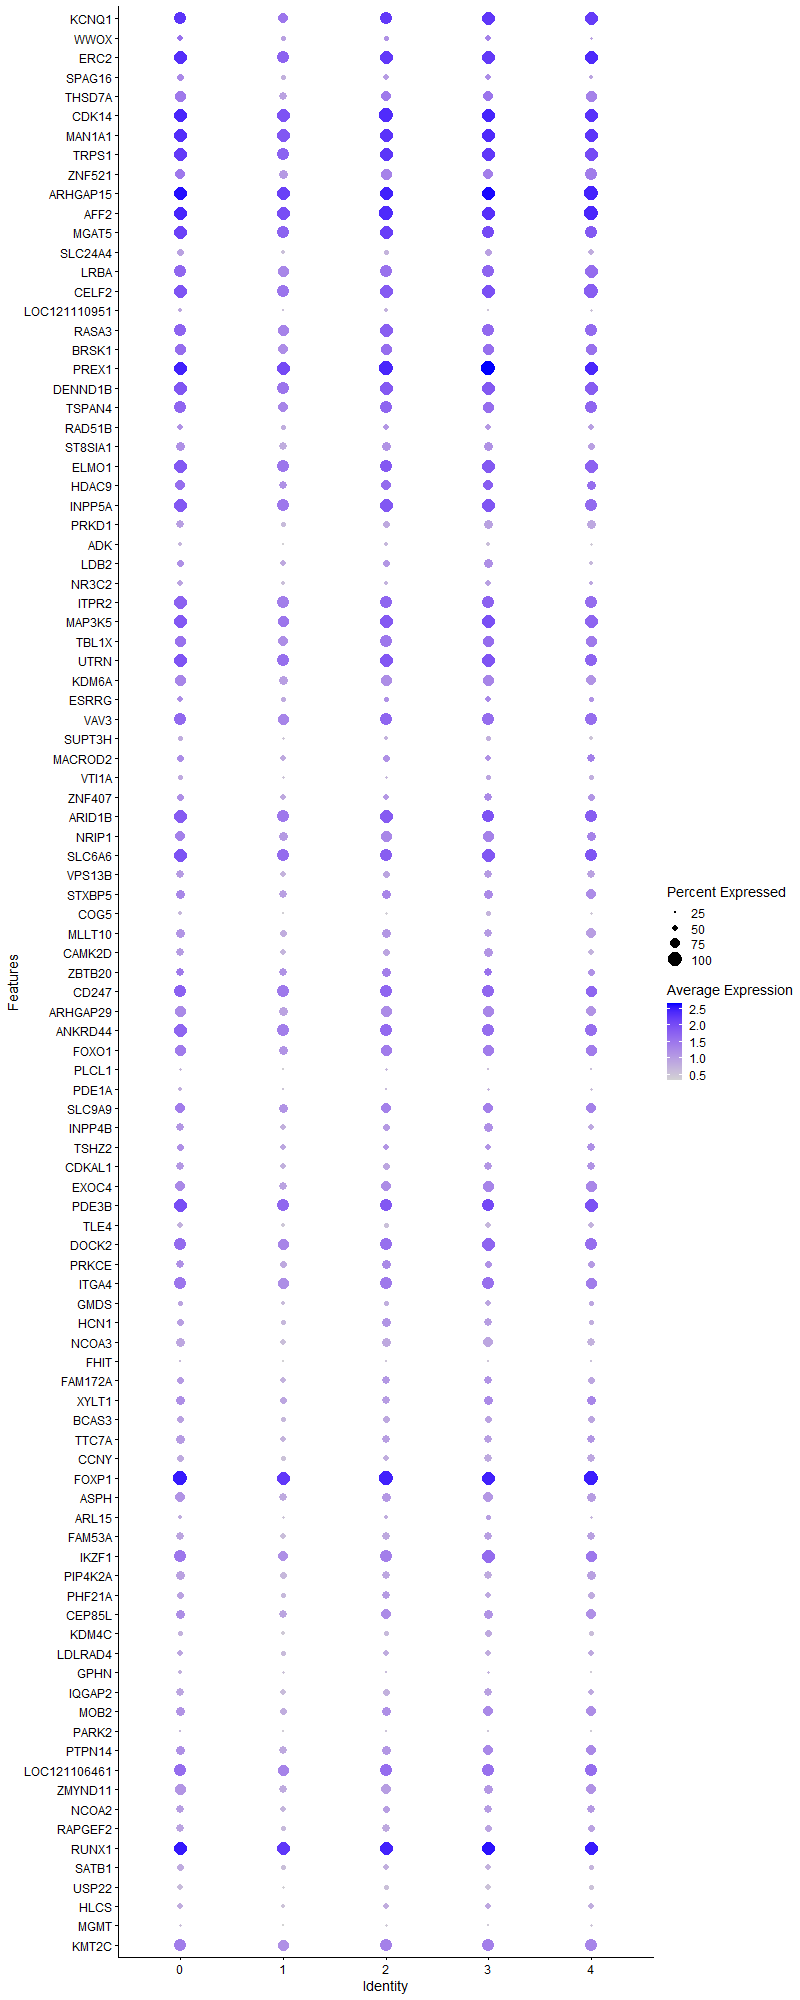 KCNQ1
WWOX
ERC2
SPAG16
THSD7A
CDK14
MAN1A1
TRPS1
ZNF521
ARHGAP15
AFF2
MGAT5
SLC24A4
LRBA
CELF2
LOC121110951
RASA3
BRSK1
PREX1
DENND1B
TSPAN4
RAD51B
ST8SIA1
ELMO1
HDAC9
INPP5A
PRKD1
ADK
LDB2
NR3C2
ITPR2
MAP3K5
TBL1X
UTRN
KDM6A
ESRRG
VAV3
SUPT3H
MACROD2
VTI1A
ZNF407
ARID1B
NRIP1
SLC6A6
VPS13B
STXBP5
COG5
MLLT10
CAMK2D
ZBTB20
CD247
ARHGAP29
ANKRD44
FOXO1
PLCL1
PDE1A
SLC9A9
INPP4B
TSHZ2
CDKAL1
EXOC4
PDE3B
TLE4
DOCK2
PRKCE
ITGA4
GMDS
HCN1
NCOA3
FHIT
FAM172A
XYLT1
BCAS3
TTC7A
CCNY
FOXP1
ASPH
ARL15
FAM53A
IKZF1
PIP4K2A
PHF21A
CEP85L
KDM4C
LDLRAD4
GPHN
IQGAP2
MOB2
PARK2
PTPN14
LOC121106461
ZMYND11
NCOA2
RAPGEF2
RUNX1
SATB1
USP22
HLCS
MGMT
KMT2C
Features
0 1 2 3 4
Identity
Percent Expressed
25
50
75
100
Average Expression
2.5
2.0
1.5
1.0
0.5